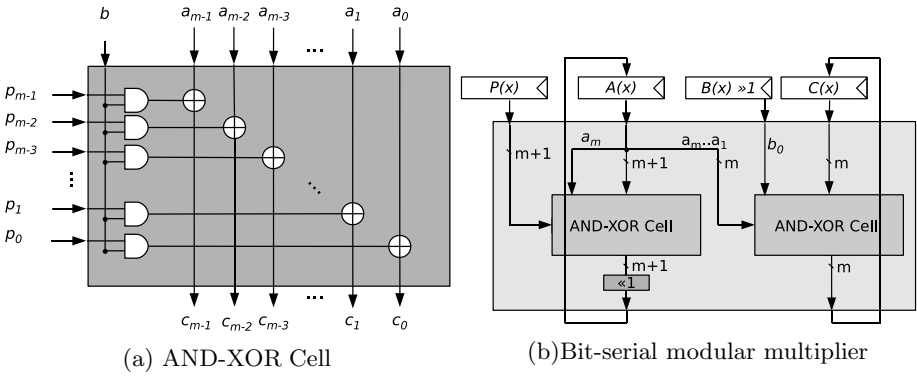 b a_{m-1} a_{m-2} a_{m-3} ... a_1 a_0
p_{m-1}
p_{m-2}
p_{m-3}
...
p_1
p_0
...
c_{m-1} c_{m-2} c_{m-3} ... c_1 c_0
(a) AND-XOR Cell
P(x) A(x) B(x) »1 C(x)
a_m a_m..a_1 b_0
m+1 m+1 m m
AND-XOR Cell AND-XOR Cell
m+1 m
«1
(b)Bit-serial modular multiplier